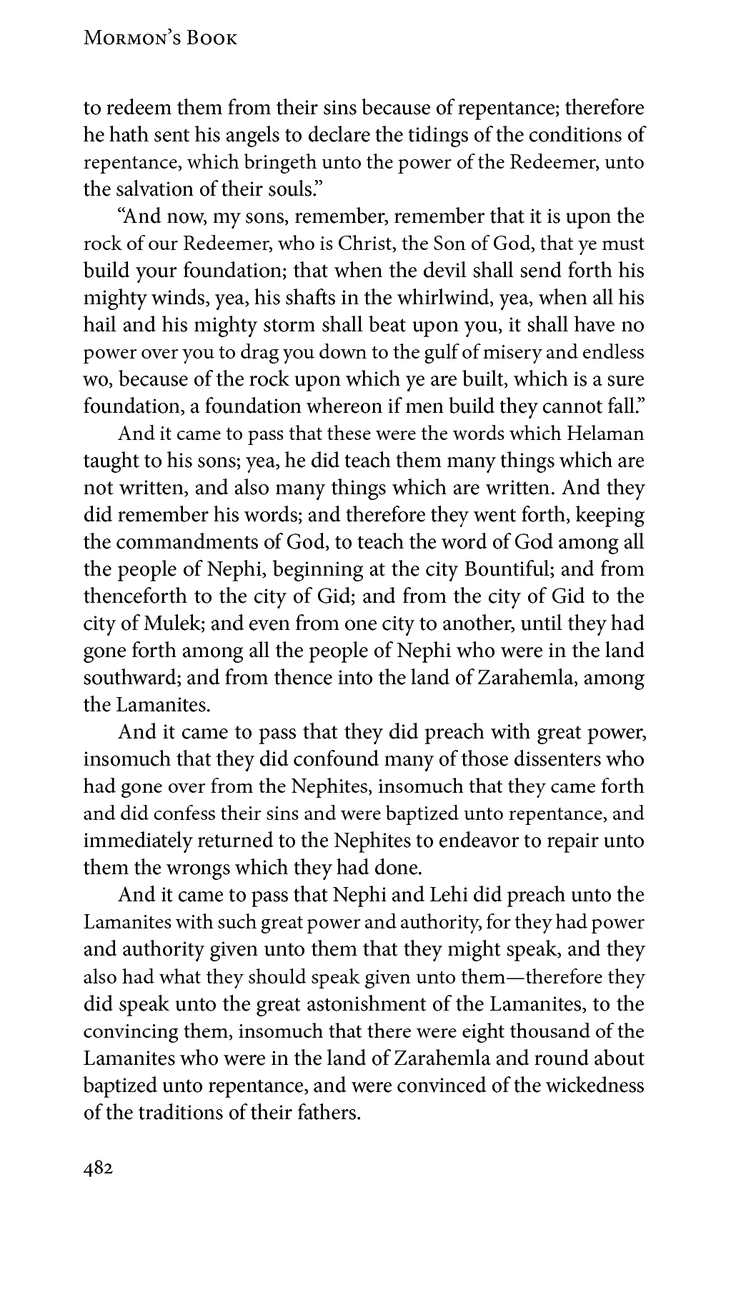 Mormon’s Book
to redeem them from their sins because of repentance; therefore
he hath sent his angels to declare the tidings of the conditions of
repentance, which bringeth unto the power of the Redeemer, unto
the salvation of their souls.”
“And now, my sons, remember, remember that it is upon the
rock of our Redeemer, who is Christ, the Son of God, that ye must
build your foundation; that when the devil shall send forth his
mighty winds, yea, his shafts in the whirlwind, yea, when all his
hail and his mighty storm shall beat upon you, it shall have no
power over you to drag you down to the gulf of misery and endless
wo, because of the rock upon which ye are built, which is a sure
foundation, a foundation whereon if men build they cannot fall.”
And it came to pass that these were the words which Helaman
taught to his sons; yea, he did teach them many things which are
not written, and also many things which are written. And they
did remember his words; and therefore they went forth, keeping
the commandments of God, to teach the word of God among all
the people of Nephi, beginning at the city Bountiful; and from
thenceforth to the city of Gid; and from the city of Gid to the
city of Mulek; and even from one city to another, until they had
gone forth among all the people of Nephi who were in the land
southward; and from thence into the land of Zarahemla, among
the Lamanites.
And it came to pass that they did preach with great power,
insomuch that they did confound many of those dissenters who
had gone over from the Nephites, insomuch that they came forth
and did confess their sins and were baptized unto repentance, and
immediately returned to the Nephites to endeavor to repair unto
them the wrongs which they had done.
And it came to pass that Nephi and Lehi did preach unto the
Lamanites with such great power and authority, for they had power
and authority given unto them that they might speak, and they
also had what they should speak given unto them—therefore they
did speak unto the great astonishment of the Lamanites, to the
convincing them, insomuch that there were eight thousand of the
Lamanites who were in the land of Zarahemla and round about
baptized unto repentance, and were convinced of the wickedness
of the traditions of their fathers.
482